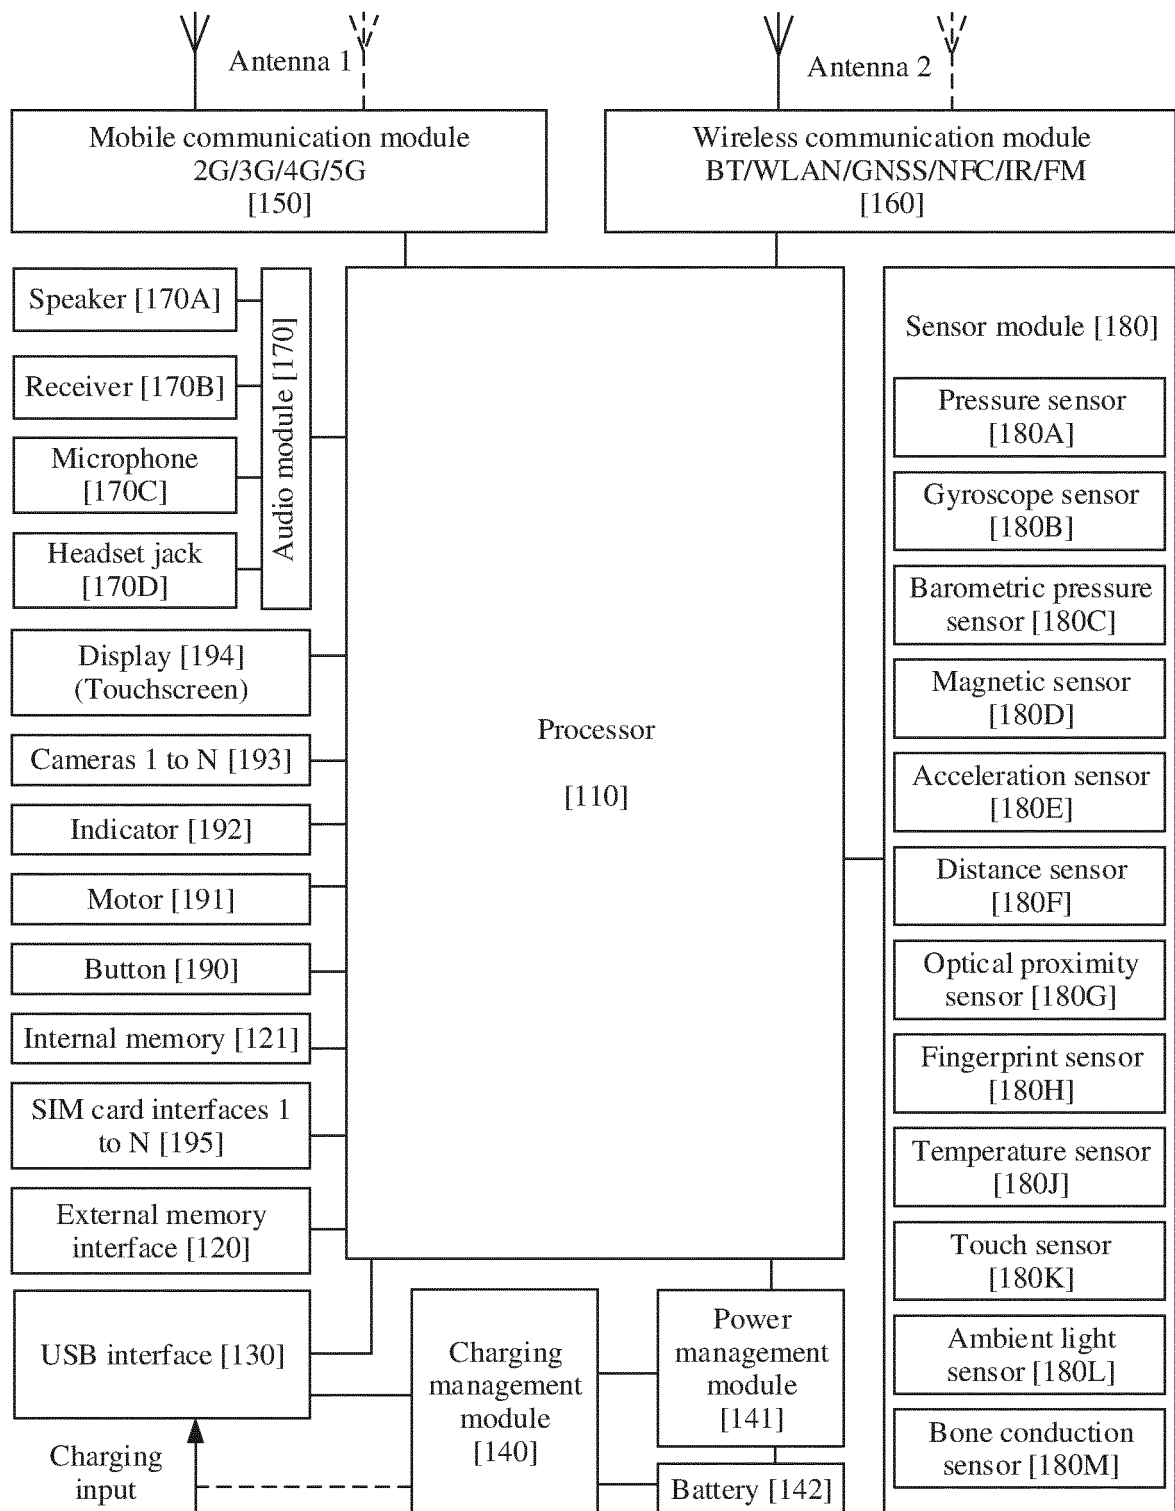 Antenna 1
Antenna 2
Mobile communication module
2G/3G/4G/5G
[150]
Wireless communication module
BT/WLAN/GNSS/NFC/IR/FM
[160]
Speaker [170A]
Receiver [170B]
Microphone
[170C]
Headset jack
[170D]
Audio module [170]
Display [194]
(Touchscreen)
Cameras 1 to N [193]
Indicator [192]
Motor [191]
Button [190]
Internal memory [121]
SIM card interfaces 1
to N [195]
External memory
interface [120]
USB interface [130]
Charging
input
Processor
[110]
Charging
management
module
[140]
Power
management
module
[141]
Battery [142]
Sensor module [180]
Pressure sensor
[180A]
Gyroscope sensor
[180B]
Barometric pressure
sensor [180C]
Magnetic sensor
[180D]
Acceleration sensor
[180E]
Distance sensor
[180F]
Optical proximity
sensor [180G]
Fingerprint sensor
[180H]
Temperature sensor
[180J]
Touch sensor
[180K]
Ambient light
sensor [180L]
Bone conduction
sensor [180M]